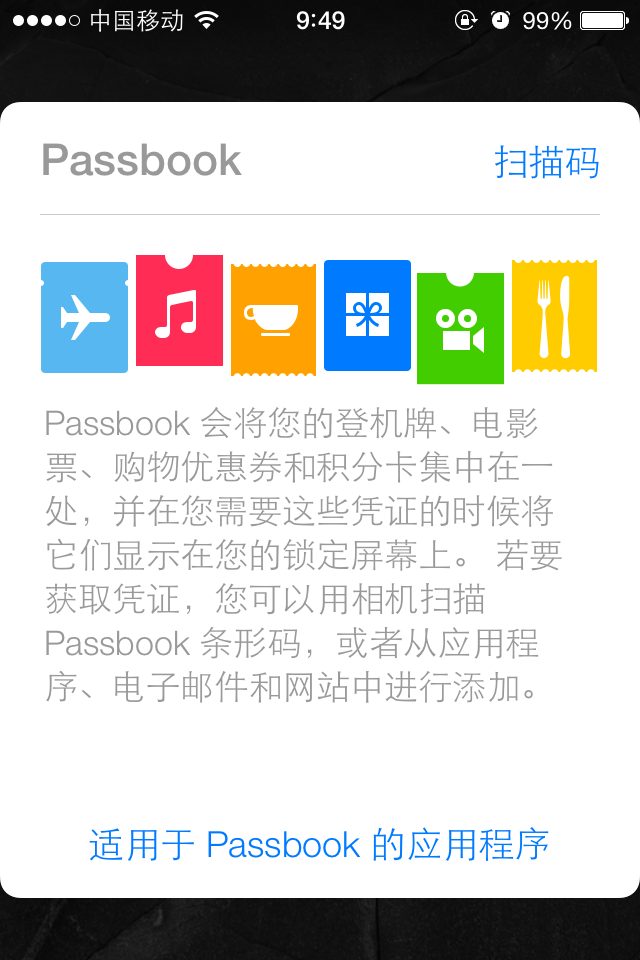 中国移动
9:49
99%
Passbook
扫描码
Passbook 会将您的登机牌、电影
票、购物优惠券和积分卡集中在一
处，并在您需要这些凭证的时候将
它们显示在您的锁定屏幕上。 若要
获取凭证，您可以用相机扫描
Passbook 条形码，或者从应用程
序、电子邮件和网站中进行添加。
适用于 Passbook 的应用程序